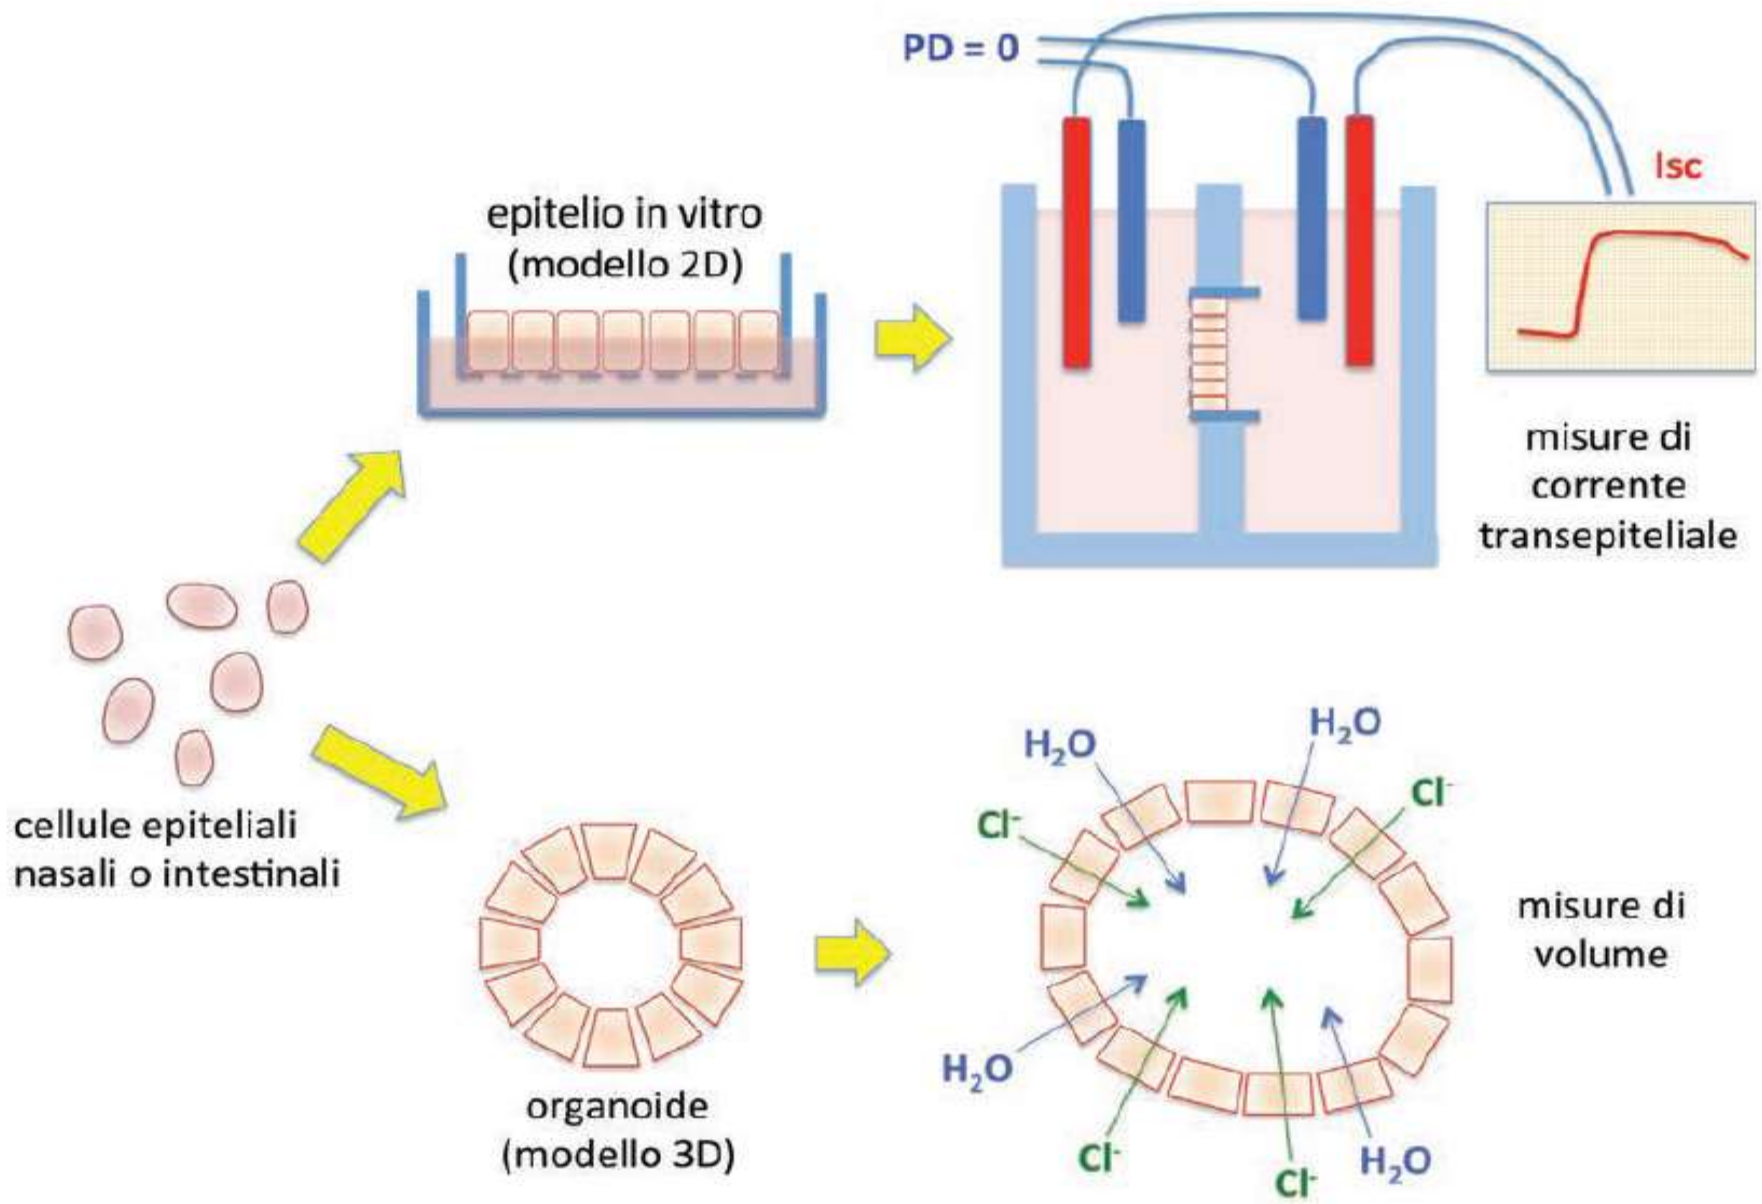 PD = 0
Isc
epitelio in vitro
(modello 2D)
misure di
corrente
transepiteliale
cellule epiteliali
nasali o intestinali
H₂O
H₂O
Cl⁻
Cl⁻
misure di
volume
H₂O
organoide
(modello 3D)
Cl⁻
Cl⁻
H₂O